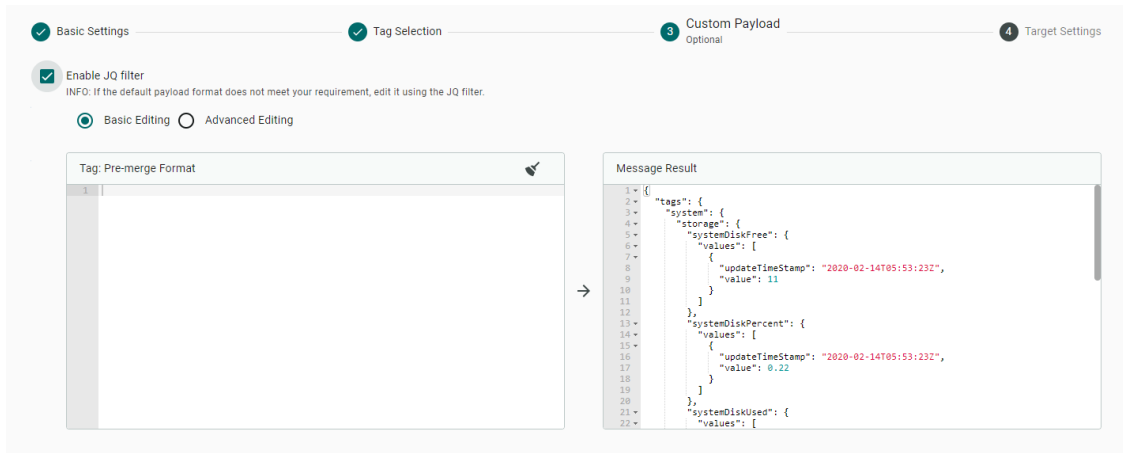 Basic Settings
Tag Selection
3 Custom Payload
Optional
4 Target Settings
Enable JQ filter
INFO: If the default payload format does not meet your requirement, edit it using the JQ filter.
Basic Editing
Advanced Editing
Tag: Pre-merge Format
1
Message Result
1 {
2 "tags": {
3 "system": {
4 "storage": {
5 "systemDiskFree": {
6 "values": [
7 {
8 "updateTimeStamp": "2020-02-14T05:53:23Z",
9 "value": 11
10 }
11 ]
12 },
13 "systemDiskPercent": {
14 "values": [
15 {
16 "updateTimeStamp": "2020-02-14T05:53:23Z",
17 "value": 0.22
18 }
19 ]
20 },
21 "systemDiskUsed": {
22 "values": [